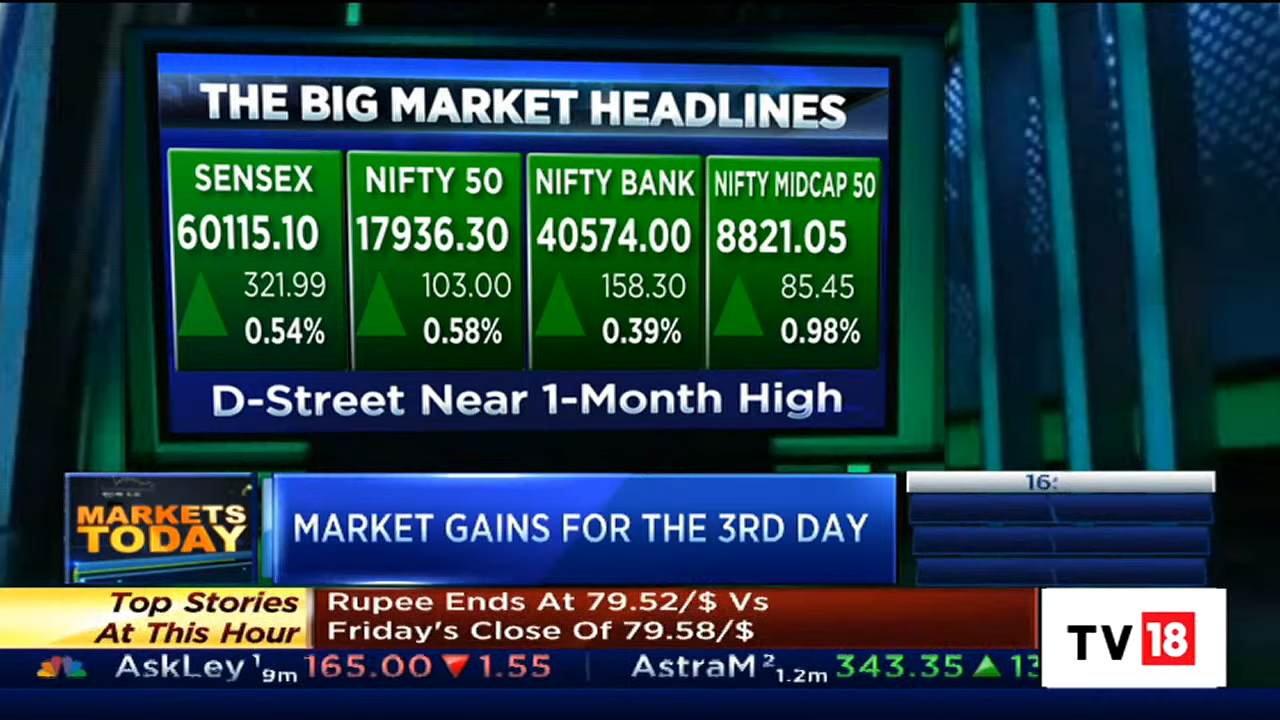 THE BIG MARKET HEADLINES
SENSEX
60115.10
321.99
0.54%
NIFTY 50
17936.30
103.00
0.58%
NIFTY BANK
40574.00
158.30
0.39%
NIFTY MIDCAP 50
8821.05
85.45
0.98%
D-Street Near 1-Month High
MARKETS
TODAY
MARKET GAINS FOR THE 3RD DAY
16:
Top Stories
At This Hour
Rupee Ends At 79.52/$ Vs
Friday's Close Of 79.58/$
TV18
AskLey ¹9m 165.00 ▼ 1.55 AstraM ²1.2m 343.35 ▲ 13